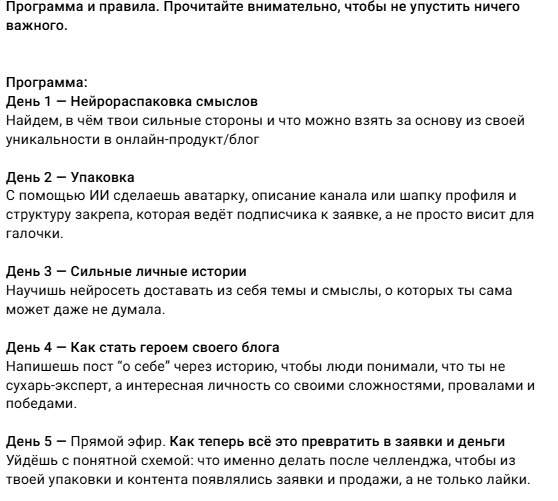 Программа и правила. Прочитайте внимательно, чтобы не упустить ничего
важного.
Программа:
День 1 — Нейрораспаковка смыслов
Найдем, в чём твои сильные стороны и что можно взять за основу из своей
уникальности в онлайн-продукт/блог
День 2 — Упаковка
С помощью ИИ сделаешь аватарку, описание канала или шапку профиля и
структуру закрепа, которая ведёт подписчика к заявке, а не просто висит для
галочки.
День 3 — Сильные личные истории
Научишь нейросеть доставать из себя темы и смыслы, о которых ты сама
может даже не думала.
День 4 — Как стать героем своего блога
Напишешь пост “о себе” через историю, чтобы люди понимали, что ты не
сухарь-эксперт, а интересная личность со своими сложностями, провалами и
победами.
День 5 — Прямой эфир. Как теперь всё это превратить в заявки и деньги
Уйдёшь с понятной схемой: что именно делать после челленджа, чтобы из
твоей упаковки и контента появлялись заявки и продажи, а не только лайки.